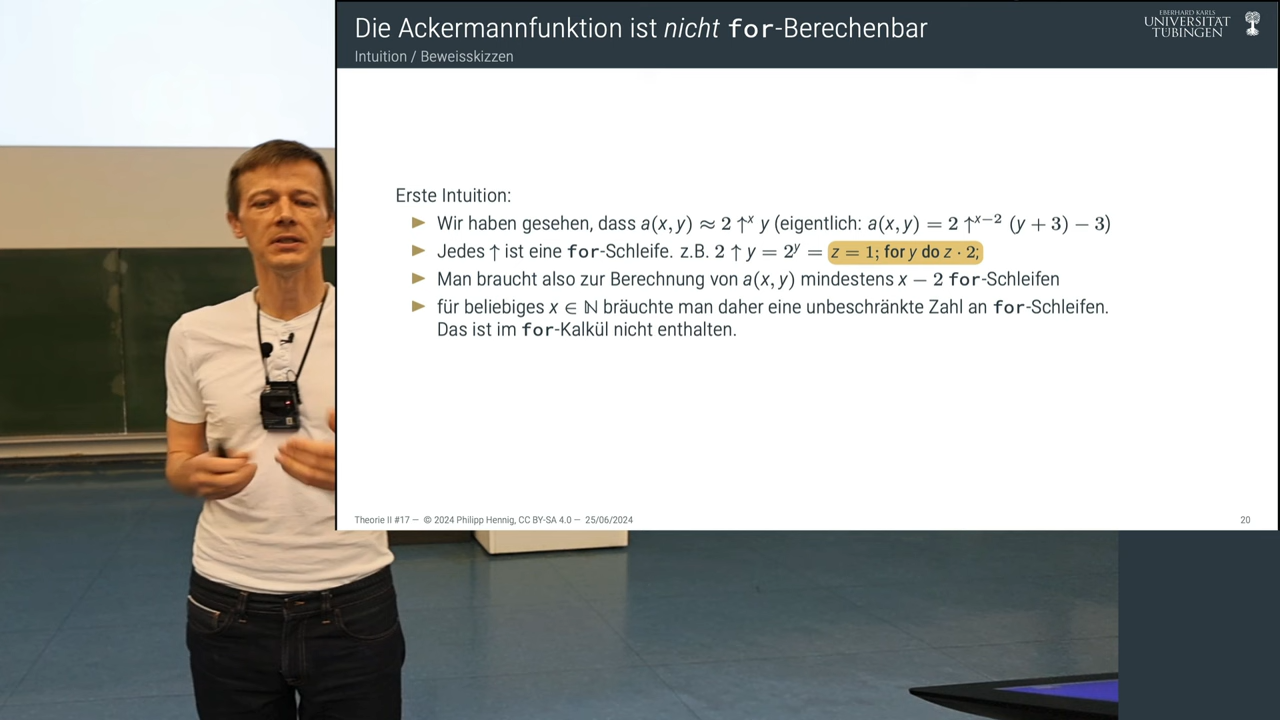 Die Ackermannfunktion ist nicht for-Berechenbar
Intuition / Beweisskizzen
EBERHARD KARLS
UNIVERSITÄT
TÜBINGEN
Erste Intuition:
► Wir haben gesehen, dass a(x, y) ≈ 2 ↑ˣ y (eigentlich: a(x, y) = 2 ↑ˣ⁻² (y + 3) − 3)
► Jedes ↑ ist eine for-Schleife. z.B. 2 ↑ y = 2ʸ = z = 1; for y do z · 2;
► Man braucht also zur Berechnung von a(x, y) mindestens x − 2 for-Schleifen
► für beliebiges x ∈ ℕ bräuchte man daher eine unbeschränkte Zahl an for-Schleifen.
Das ist im for-Kalkül nicht enthalten.
Theorie II #17 — © 2024 Philipp Hennig, CC BY-SA 4.0 — 25/06/2024
20